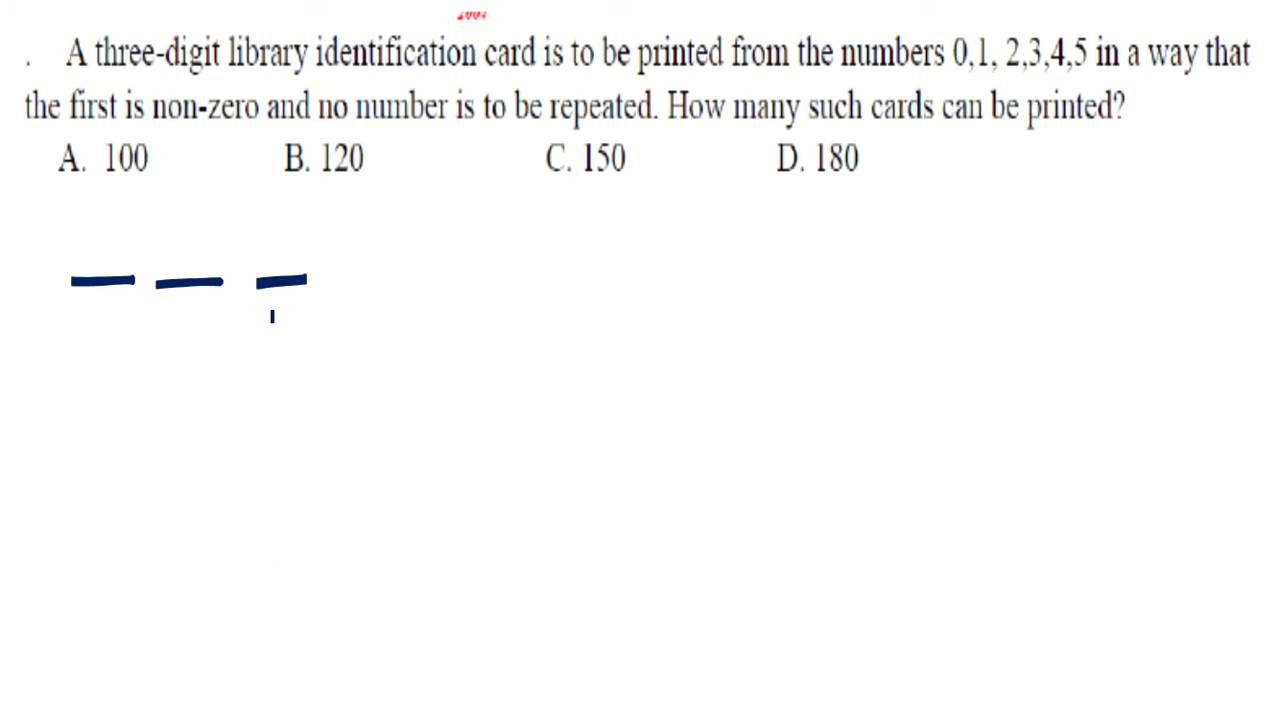 . A three-digit library identification card is to be printed from the numbers 0,1, 2,3,4,5 in a way that
the first is non-zero and no number is to be repeated. How many such cards can be printed?
A. 100 B. 120 C. 150 D. 180